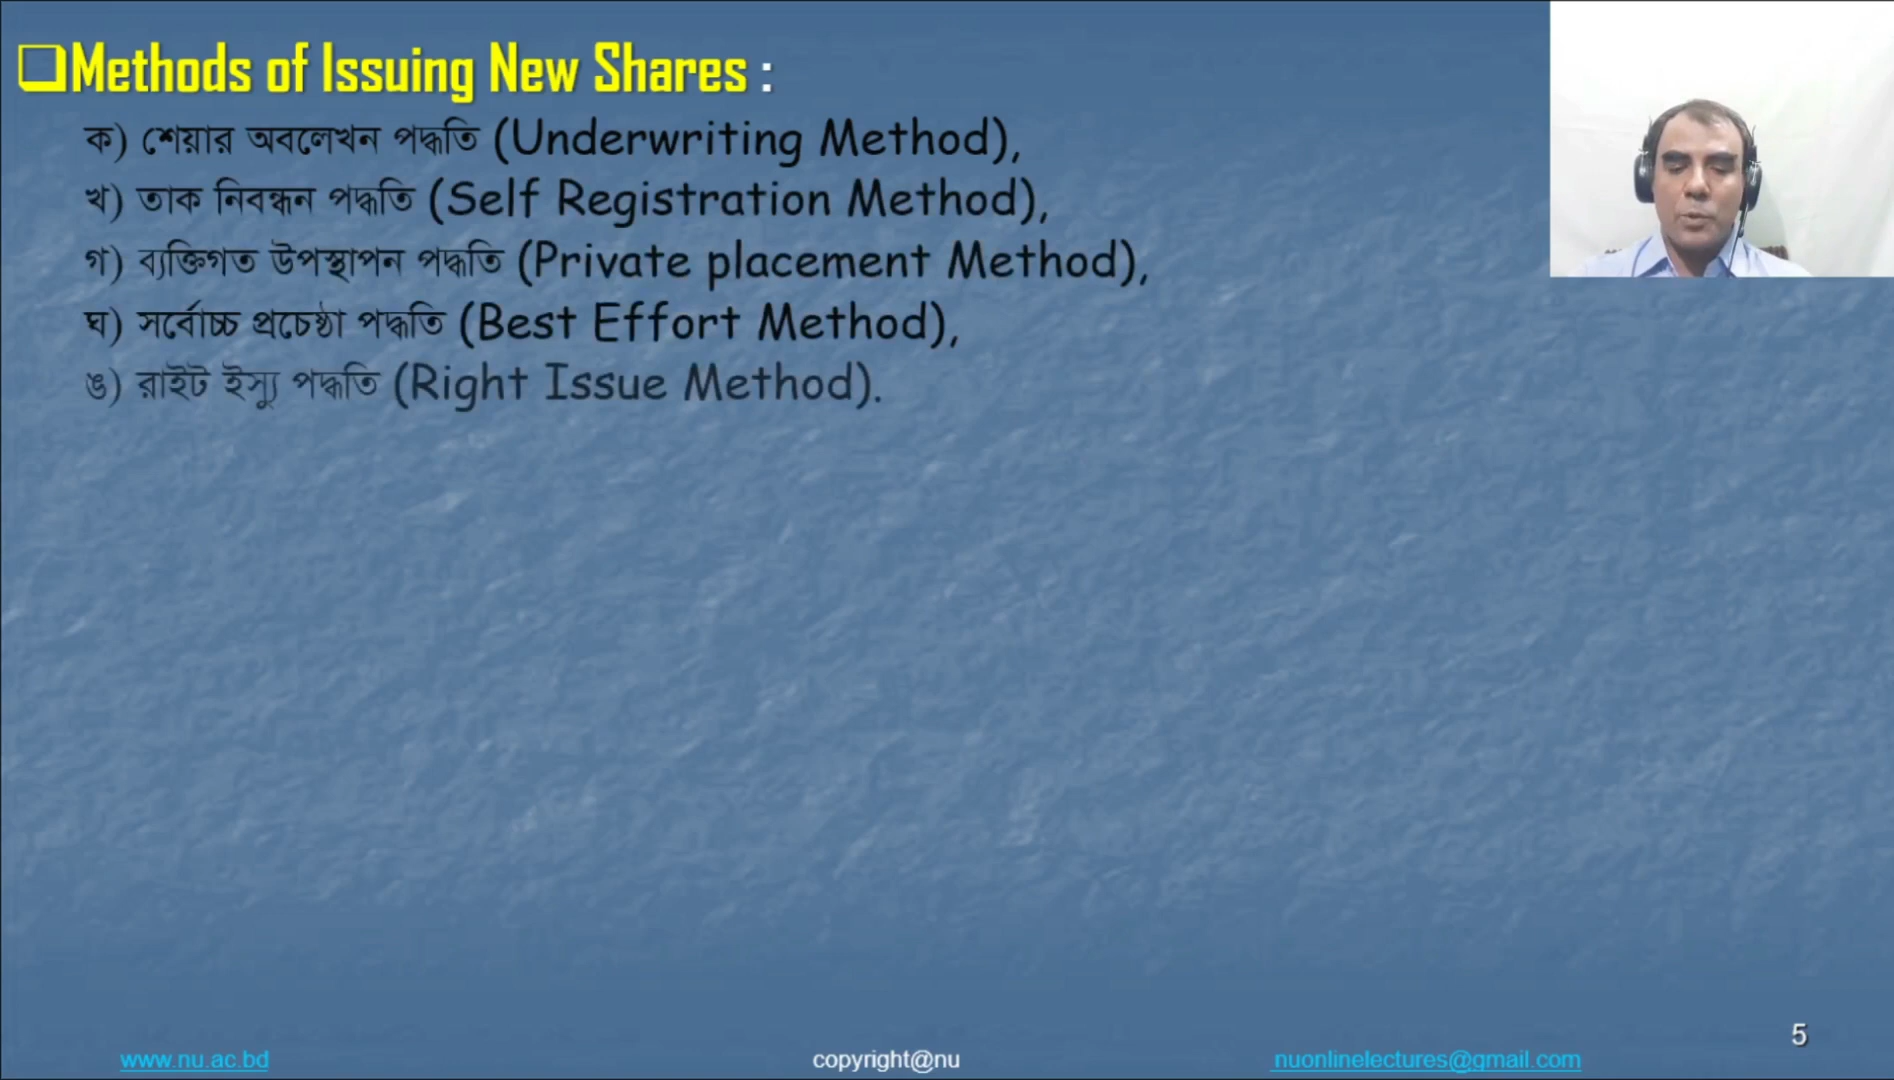 Methods of Issuing New Shares :
ক) শেয়ার অবলেখন পদ্ধতি (Underwriting Method),
খ) তাক নিবন্ধন পদ্ধতি (Self Registration Method),
গ) ব্যক্তিগত উপস্থাপন পদ্ধতি (Private placement Method),
ঘ) সর্বোচ্চ প্রচেষ্ঠা পদ্ধতি (Best Effort Method),
ঙ) রাইট ইস্যু পদ্ধতি (Right Issue Method).
5
www.nu.ac.bd copyright@nu nuonlinelectures@gmail.com